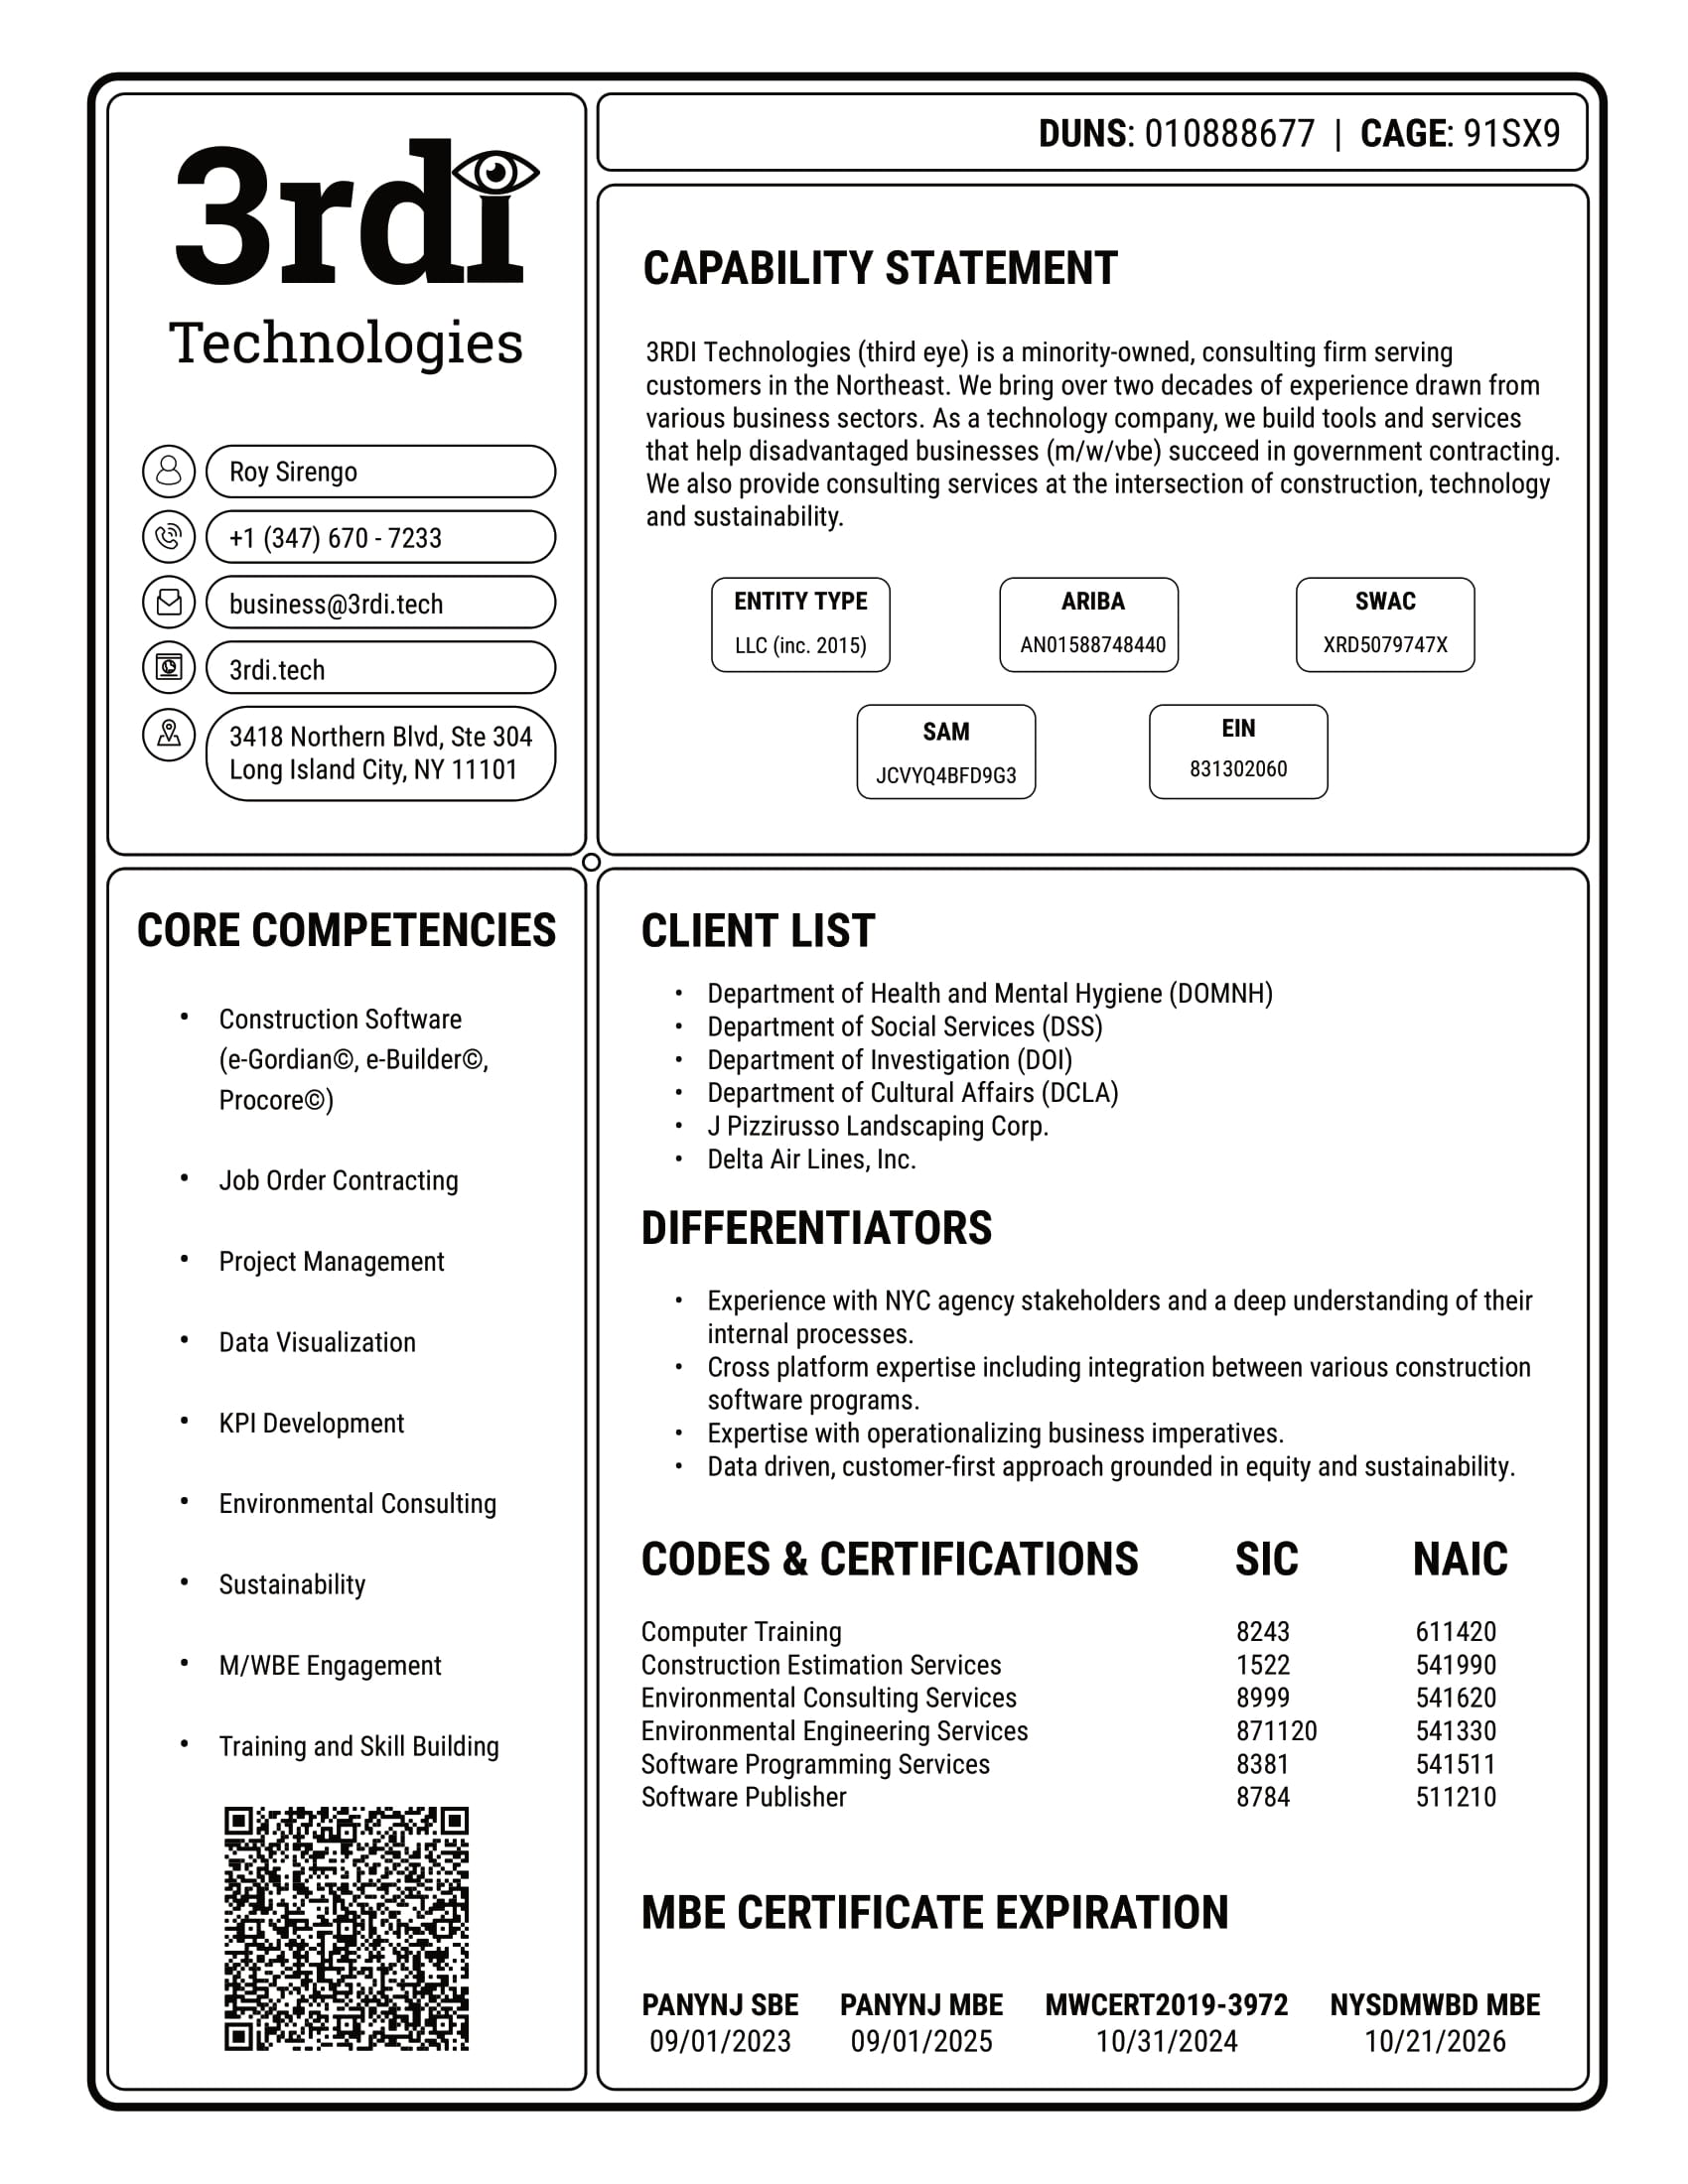 3rdi
Technologies
Roy Sirengo
+1 (347) 670 - 7233
business@3rdi.tech
3rdi.tech
3418 Northern Blvd, Ste 304
Long Island City, NY 11101
DUNS: 010888677 | CAGE: 91SX9
CAPABILITY STATEMENT
3RDI Technologies (third eye) is a minority-owned, consulting firm serving
customers in the Northeast. We bring over two decades of experience drawn from
various business sectors. As a technology company, we build tools and services
that help disadvantaged businesses (m/w/vbe) succeed in government contracting.
We also provide consulting services at the intersection of construction, technology
and sustainability.
ENTITY TYPE
LLC (inc. 2015)
ARIBA
AN01588748440
SWAC
XRD5079747X
SAM
JCVYQ4BFD9G3
EIN
831302060
CORE COMPETENCIES
• Construction Software
(e-Gordian©, e-Builder©,
Procore©)
• Job Order Contracting
• Project Management
• Data Visualization
• KPI Development
• Environmental Consulting
• Sustainability
• M/WBE Engagement
• Training and Skill Building
CLIENT LIST
• Department of Health and Mental Hygiene (DOMNH)
• Department of Social Services (DSS)
• Department of Investigation (DOI)
• Department of Cultural Affairs (DCLA)
• J Pizzirusso Landscaping Corp.
• Delta Air Lines, Inc.
DIFFERENTIATORS
• Experience with NYC agency stakeholders and a deep understanding of their
internal processes.
• Cross platform expertise including integration between various construction
software programs.
• Expertise with operationalizing business imperatives.
• Data driven, customer-first approach grounded in equity and sustainability.
CODES & CERTIFICATIONS SIC NAIC
Computer Training 8243 611420
Construction Estimation Services 1522 541990
Environmental Consulting Services 8999 541620
Environmental Engineering Services 871120 541330
Software Programming Services 8381 541511
Software Publisher 8784 511210
MBE CERTIFICATE EXPIRATION
PANYNJ SBE PANYNJ MBE MWCERT2019-3972 NYSDMWBD MBE
09/01/2023 09/01/2025 10/31/2024 10/21/2026